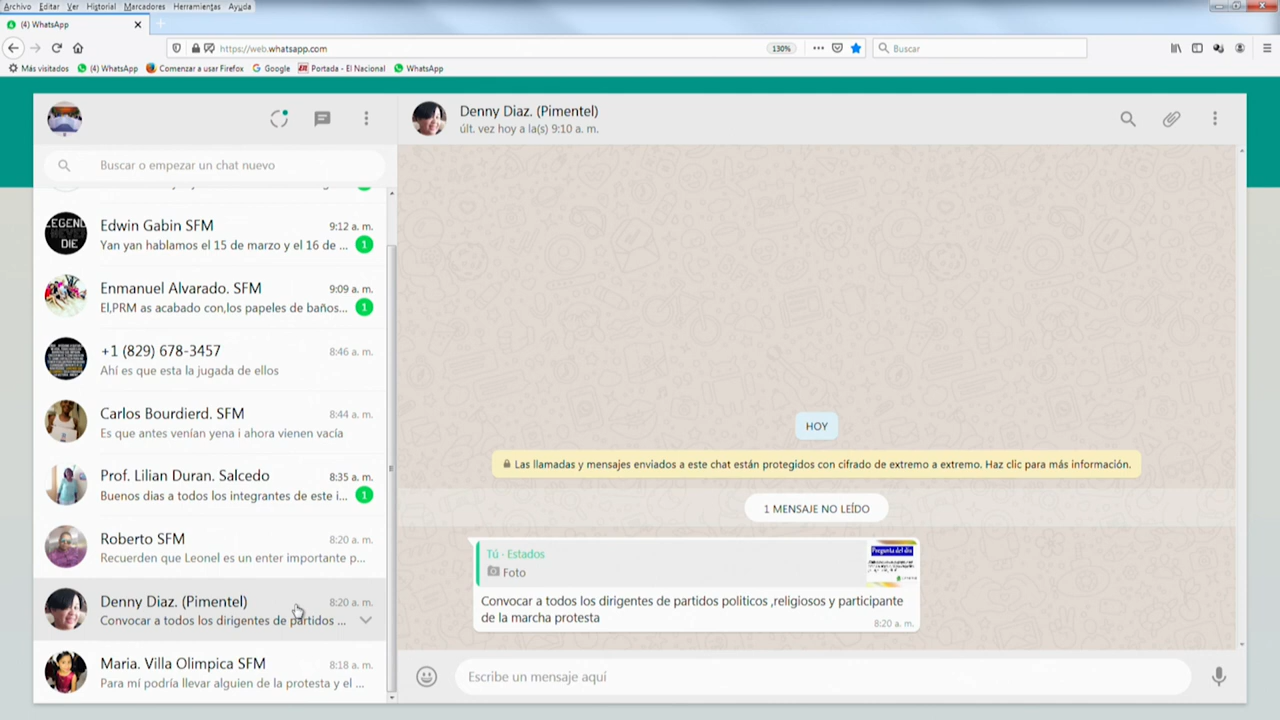 Archivo Editar Ver Historial Marcadores Herramientas Ayuda
(4) WhatsApp
https://web.whatsapp.com
130%
Buscar
Más visitados (4) WhatsApp Comenzar a usar Firefox Google Portada - El Nacional WhatsApp
Denny Diaz. (Pimentel)
últ. vez hoy a la(s) 9:10 a. m.
Buscar o empezar un chat nuevo
Edwin Gabin SFM 9:12 a. m.
Yan yan hablamos el 15 de marzo y el 16 de ... 1
LEGEND NEVER DIE
Enmanuel Alvarado. SFM 9:09 a. m.
El,PRM as acabado con,los papeles de baños... 1
+1 (829) 678-3457 8:46 a. m.
Ahí es que esta la jugada de ellos
Carlos Bourdierd. SFM 8:44 a. m.
Es que antes venían yena i ahora vienen vacía
Prof. Lilian Duran. Salcedo 8:35 a. m.
Buenos dias a todos los integrantes de este i... 1
Roberto SFM 8:20 a. m.
Recuerden que Leonel es un enter importante p...
Denny Diaz. (Pimentel) 8:20 a. m.
Convocar a todos los dirigentes de partidos ...
Maria. Villa Olimpica SFM 8:18 a. m.
Para mí podría llevar alguien de la protesta y el ...
HOY
Las llamadas y mensajes enviados a este chat están protegidos con cifrado de extremo a extremo. Haz clic para más información.
1 MENSAJE NO LEÍDO
Tú - Estados
Foto
Pregunta del día
Convocar a todos los dirigentes de partidos politicos ,religiosos y participante
de la marcha protesta
8:20 a. m.
Escribe un mensaje aquí